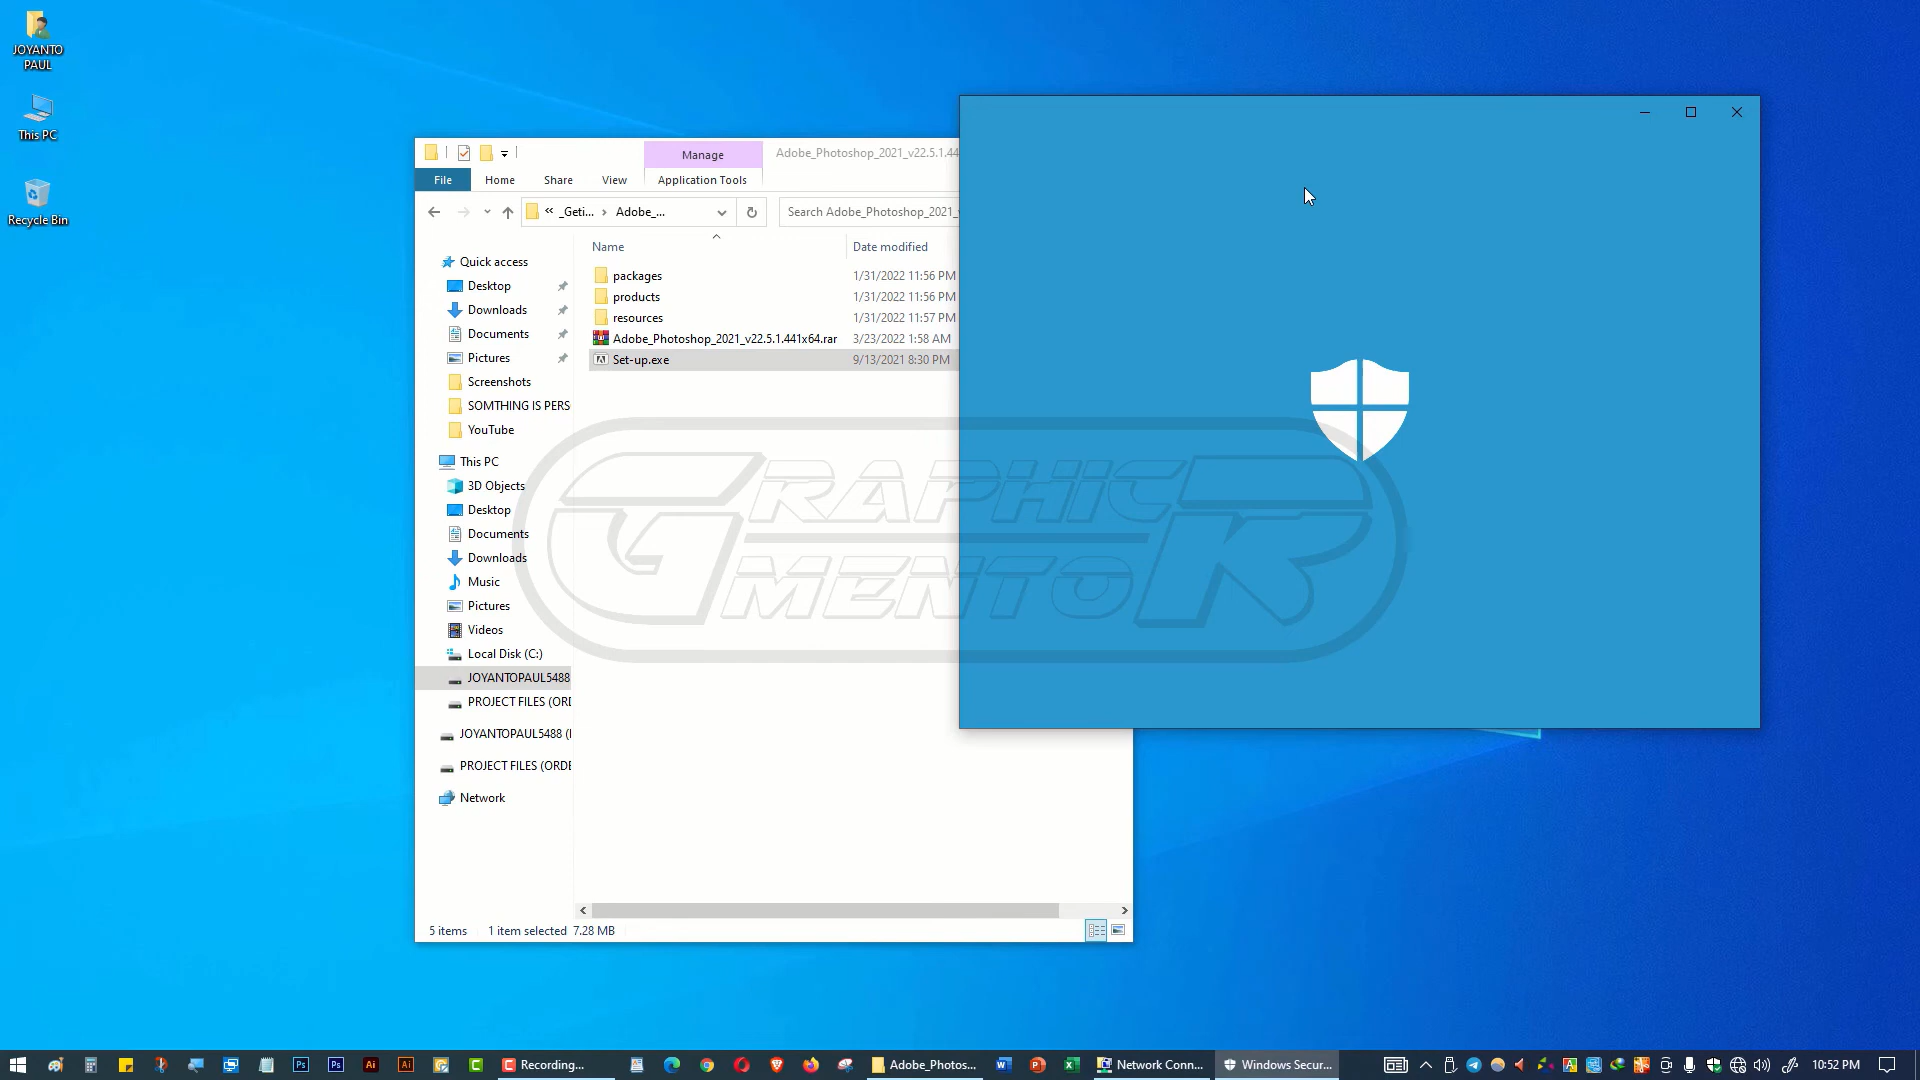 JOYANTO
PAUL
This PC
Recycle Bin
Manage
Adobe_Photoshop_2021_v22.5.1.44
File
Home
Share
View
Application Tools
« _Geti... › Adobe_...
Search Adobe_Photoshop_2021_
Name
Date modified
Quick access
Desktop
Downloads
Documents
Pictures
Screenshots
SOMTHING IS PERS
YouTube
This PC
3D Objects
Desktop
Documents
Downloads
Music
Pictures
Videos
Local Disk (C:)
JOYANTOPAUL5488
PROJECT FILES (ORD
JOYANTOPAUL5488 (
PROJECT FILES (ORDE
Network
packages 1/31/2022 11:56 PM
products 1/31/2022 11:56 PM
resources 1/31/2022 11:57 PM
Adobe_Photoshop_2021_v22.5.1.441x64.rar 3/23/2022 1:58 AM
Set-up.exe 9/13/2021 8:30 PM
GRAPHIC
MENTOR
5 items 1 item selected 7.28 MB
Recording...
Adobe_Photos...
Network Conn...
Windows Secur...
10:52 PM